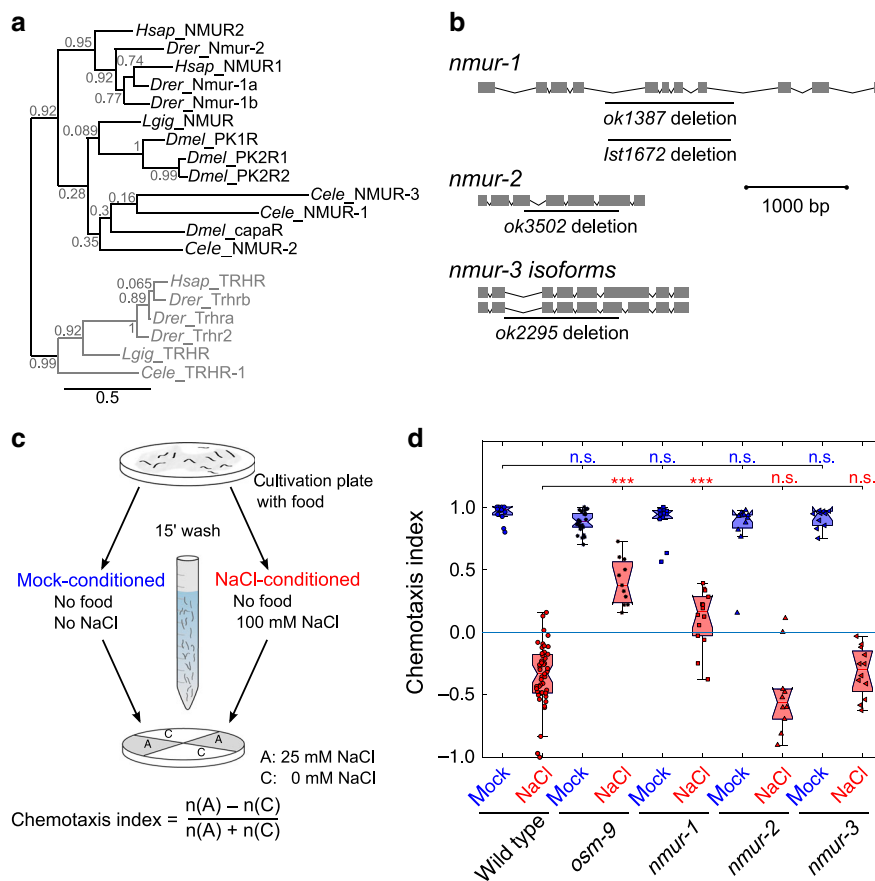 a
Hsap_NMUR2
0.95
Drer_Nmur-2
0.74
Hsap_NMUR1
0.92
Drer_Nmur-1a
0.77
Drer_Nmur-1b
0.92
Lgig_NMUR
0.089
Dmel_PK1R
1
Dmel_PK2R1
0.99
Dmel_PK2R2
0.28
0.16
Cele_NMUR-3
0.3
Cele_NMUR-1
Dmel_capaR
0.35
Cele_NMUR-2
Hsap_TRHR
0.065
Drer_Trhrb
0.89
Drer_Trhra
1
Drer_Trhr2
0.92
Lgig_TRHR
0.99
Cele_TRHR-1
0.5
b
nmur-1
ok1387 deletion
lst1672 deletion
nmur-2
1000 bp
ok3502 deletion
nmur-3 isoforms
ok2295 deletion
c
Cultivation plate
with food
15' wash
Mock-conditioned
No food
No NaCl
NaCl-conditioned
No food
100 mM NaCl
C
A
A
C
A: 25 mM NaCl
C: 0 mM NaCl
Chemotaxis index = n(A) – n(C)
n(A) + n(C)
d
n.s. n.s. n.s. n.s.
*** *** n.s. n.s.
Chemotaxis index
1.0
0.5
0.0
–0.5
–1.0
Mock NaCl Mock NaCl Mock NaCl Mock NaCl Mock NaCl
Wild type osm-9 nmur-1 nmur-2 nmur-3